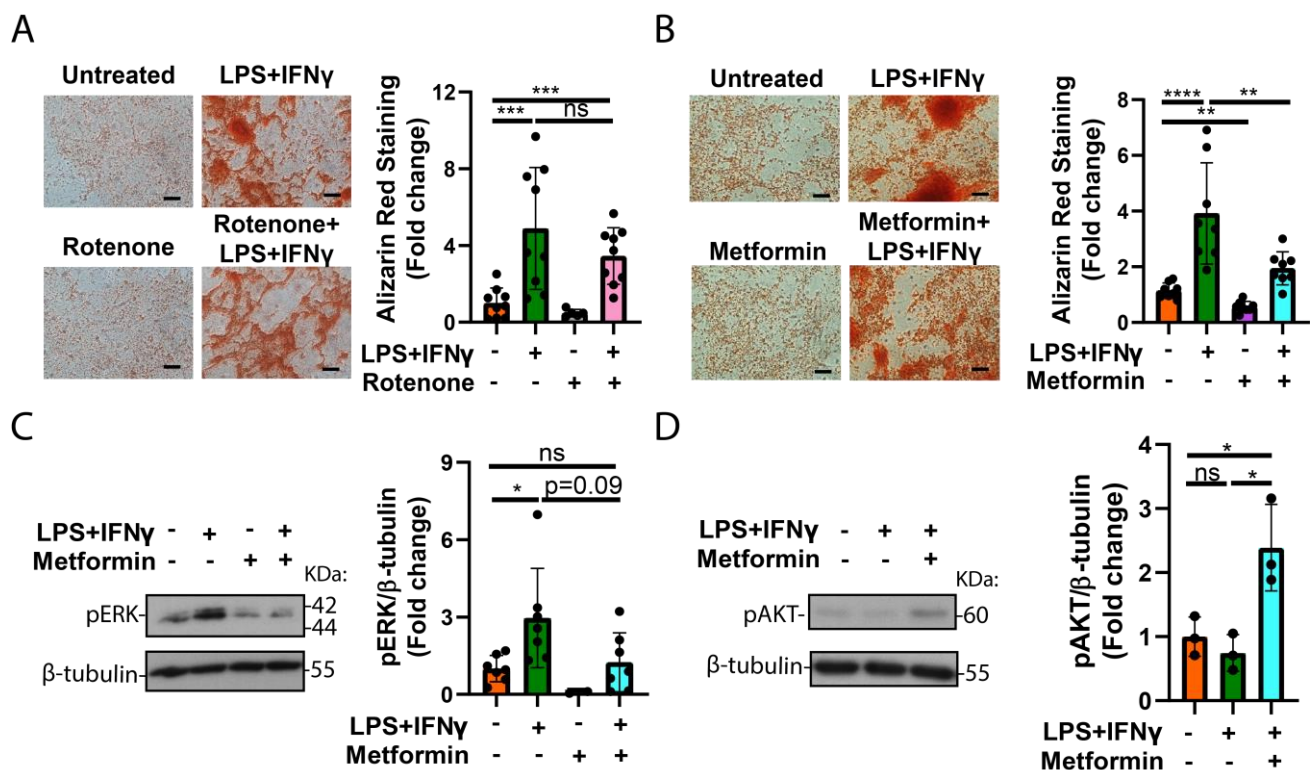 A
Untreated
LPS+IFNγ
Rotenone
Rotenone+
LPS+IFNγ
Alizarin Red Staining
(Fold change)
12
8
4
0
***
***
ns
LPS+IFNγ - + - +
Rotenone - - + +
B
Untreated
LPS+IFNγ
Metformin
Metformin+
LPS+IFNγ
Alizarin Red Staining
(Fold change)
8
6
4
2
0
**** **
**
LPS+IFNγ - + - +
Metformin - - + +
C
LPS+IFNγ - + - +
Metformin - - + +
KDa:
pERK-
-42
-44
β-tubulin-
-55
pERK/β-tubulin
(Fold change)
9
6
3
0
ns
* p=0.09
LPS+IFNγ - + - +
Metformin - - + +
D
LPS+IFNγ - + +
Metformin - - +
KDa:
pAKT-
-60
β-tubulin-
-55
pAKT/β-tubulin
(Fold change)
4
3
2
1
0
*
ns *
LPS+IFNγ - + +
Metformin - - +